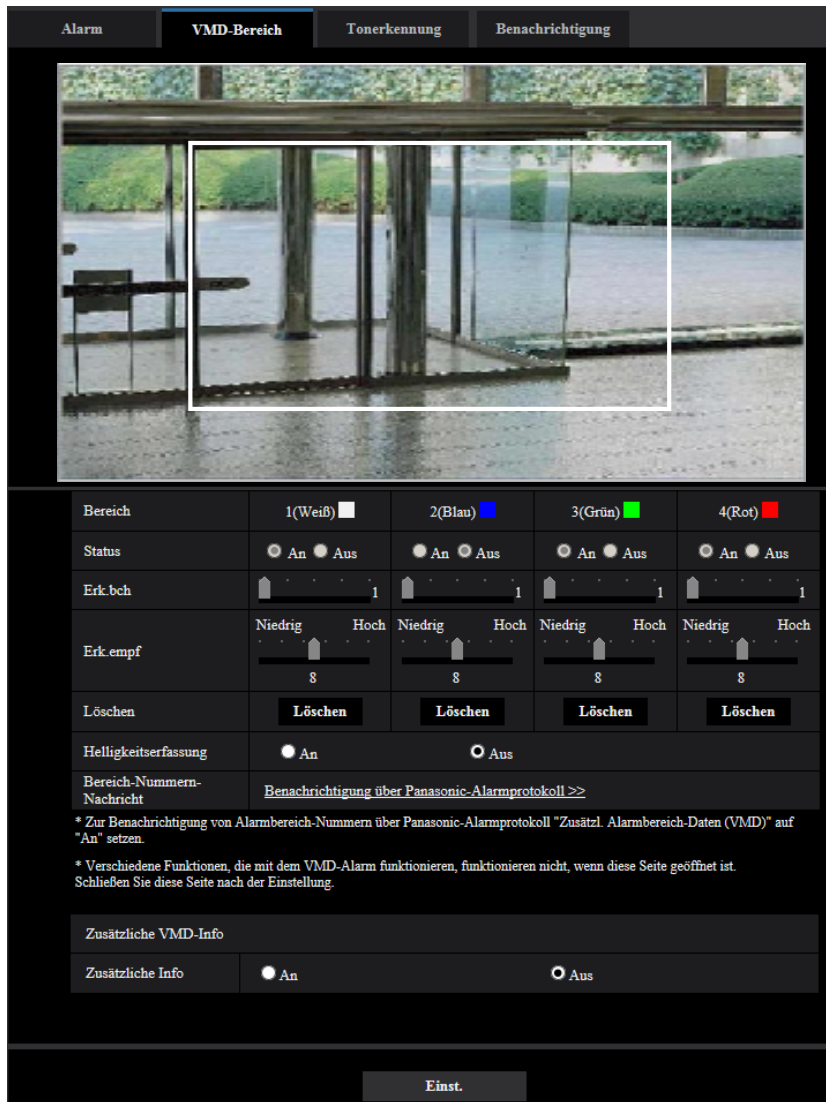 Alarm VMD-Bereich Tonerkennung Benachrichtigung
Bereich 1(Weiß) 2(Blau) 3(Grün) 4(Rot)
Status An Aus An Aus An Aus An Aus
Erk.bch 1 1 1 1
Niedrig Hoch Niedrig Hoch Niedrig Hoch Niedrig Hoch
Erk.empf
8 8 8 8
Löschen Löschen Löschen Löschen Löschen
Helligkeitserfassung An Aus
Bereich-Nummern-
Nachricht Benachrichtigung über Panasonic-Alarmprotokoll >>
* Zur Benachrichtigung von Alarmbereich-Nummern über Panasonic-Alarmprotokoll "Zusätzl. Alarmbereich-Daten (VMD)" auf
"An" setzen.
* Verschiedene Funktionen, die mit dem VMD-Alarm funktionieren, funktionieren nicht, wenn diese Seite geöffnet ist.
Schließen Sie diese Seite nach der Einstellung.
Zusätzliche VMD-Info
Zusätzliche Info An Aus
Einst.